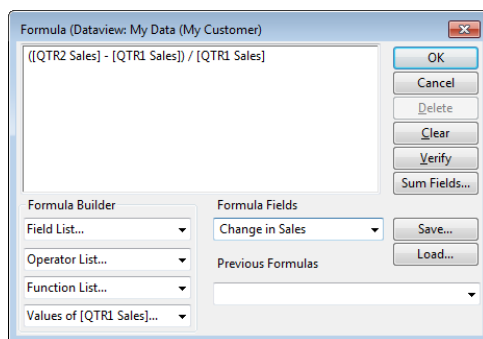 Formula (Dataview: My Data (My Customer)
([QTR2 Sales] - [QTR1 Sales]) / [QTR1 Sales]
OK
Cancel
Delete
Clear
Verify
Sum Fields...
Formula Builder
Formula Fields
Field List...
Change in Sales
Save...
Operator List...
Previous Formulas
Load...
Function List...
Values of [QTR1 Sales]...